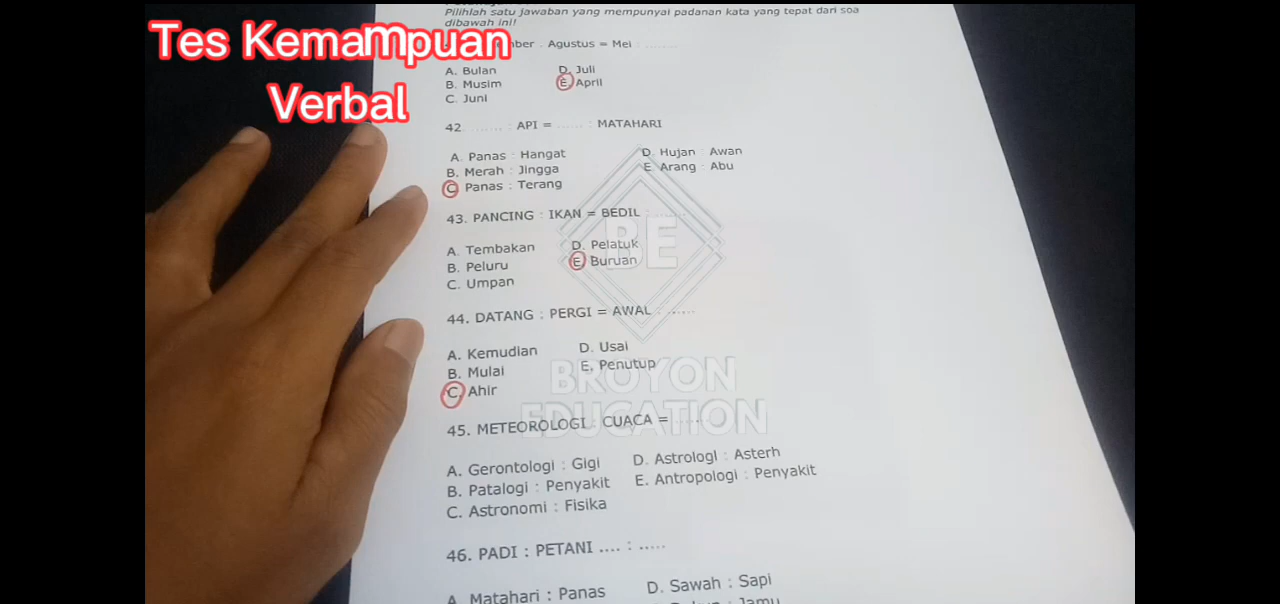 Pilihlah satu jawaban yang mempunyai padanan kata yang tepat dari soa
dibawah ini!
Tes Kemampuan
Verbal
mber : Agustus = Mei : ........
A. Bulan D. Juli
B. Musim E. April
C. Juni
42 ........ : API = ...... : MATAHARI
A. Panas : Hangat D. Hujan : Awan
B. Merah : Jingga E. Arang : Abu
C. Panas : Terang
43. PANCING : IKAN = BEDIL : ........
A. Tembakan D. Pelatuk
B. Peluru E. Buruan
C. Umpan
44. DATANG : PERGI = AWAL : ......
A. Kemudian D. Usai
B. Mulai E. Penutup
C. Ahir
45. METEOROLOGI : CUACA = ........
A. Gerontologi : Gigi D. Astrologi : Asterh
B. Patalogi : Penyakit E. Antropologi : Penyakit
C. Astronomi : Fisika
46. PADI : PETANI .... : .....
A. Matahari : Panas D. Sawah : Sapi
: Jamu
BE
BROYON
EDUCATION